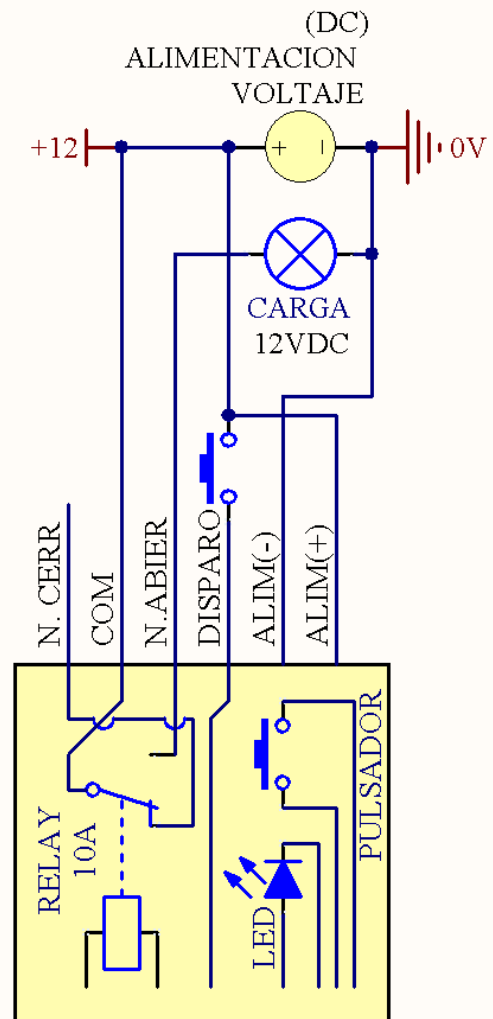 (DC)
ALIMENTACION
VOLTAJE
+12
+
-
0V
CARGA
12VDC
N. CERR
COM
N.ABIER
DISPARO
ALIM(-)
ALIM(+)
RELAY
10A
LED
PULSADOR